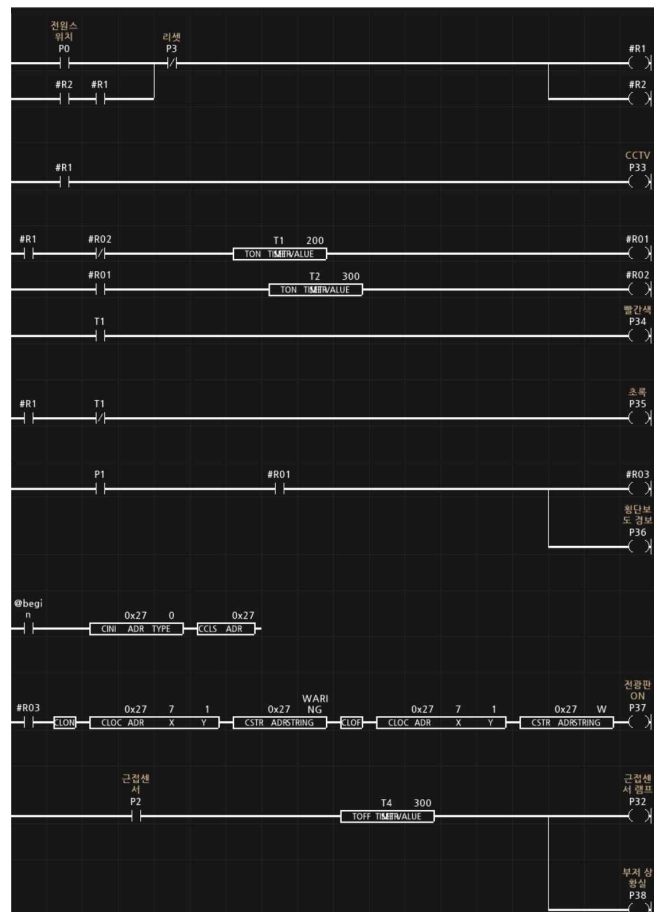 전원스
위치
P0
리셋
P3
#R1
#R2 #R1
#R2
#R1
CCTV
P33
#R1 #R02
T1 200
TON
VALUE
#R01
#R01
T2 300
TON
VALUE
#R02
T1
빨간색
P34
#R1 T1
초록
P35
P1 #R01
#R03
횡단보
도 경보
P36
@begi
n
0x27 0
CINI ADR TYPE
0x27
CCLS ADR
#R03
CLON
0x27 7 1
CLOC ADR X Y
WARI
0x27 NG
CSTR ADRSTRING
CLOF
0x27 7 1
CLOC ADR X Y
0x27 W
CSTR ADRSTRING
전광판
ON
P37
근접센
서
P2
T4 300
TOFF
VALUE
근접센
서 램프
P32
부저 상
황실
P38